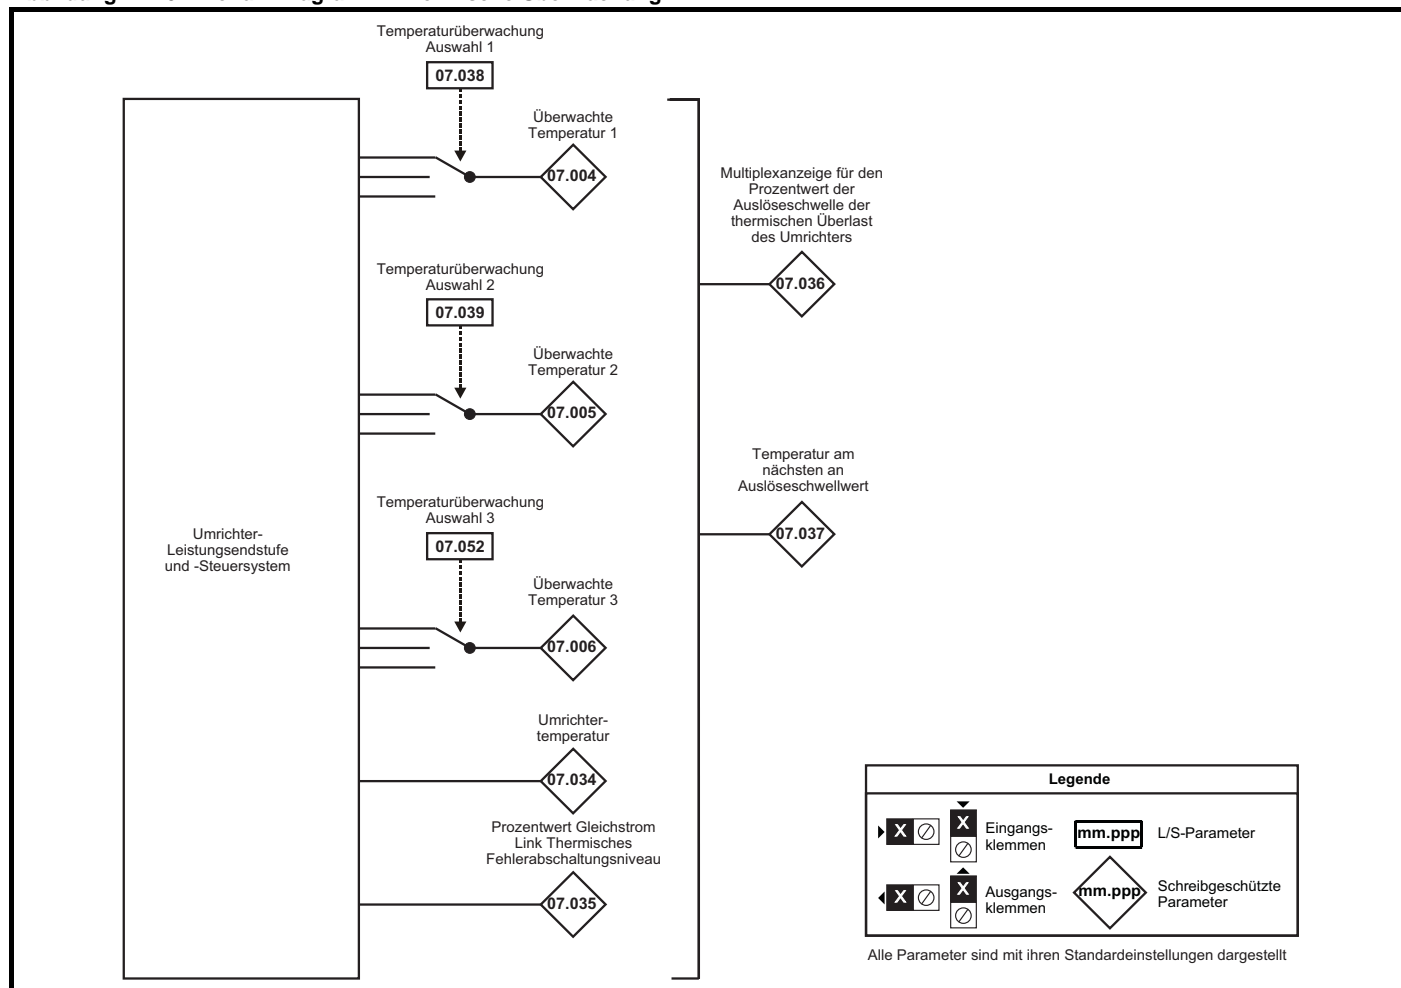 Temperaturüberwachung
Auswahl 1
07.038
Überwachte
Temperatur 1
07.004
Multiplexanzeige für den
Prozentwert der
Auslöseschwelle der
thermischen Überlast
des Umrichters
07.036
Temperaturüberwachung
Auswahl 2
07.039
Überwachte
Temperatur 2
07.005
Temperatur am
nächsten an
Auslöseschwellwert
07.037
Temperaturüberwachung
Auswahl 3
07.052
Umrichter-
Leistungsendstufe
und -Steuersystem
Überwachte
Temperatur 3
07.006
Umrichter-
temperatur
07.034
Prozentwert Gleichstrom
Link Thermisches
Fehlerabschaltungsniveau
07.035
Legende
X
X
Eingangs-
klemmen
mm.ppp
L/S-Parameter
X
X
Ausgangs-
klemmen
mm.ppp
Schreibgeschützte
Parameter
Alle Parameter sind mit ihren Standardeinstellungen dargestellt